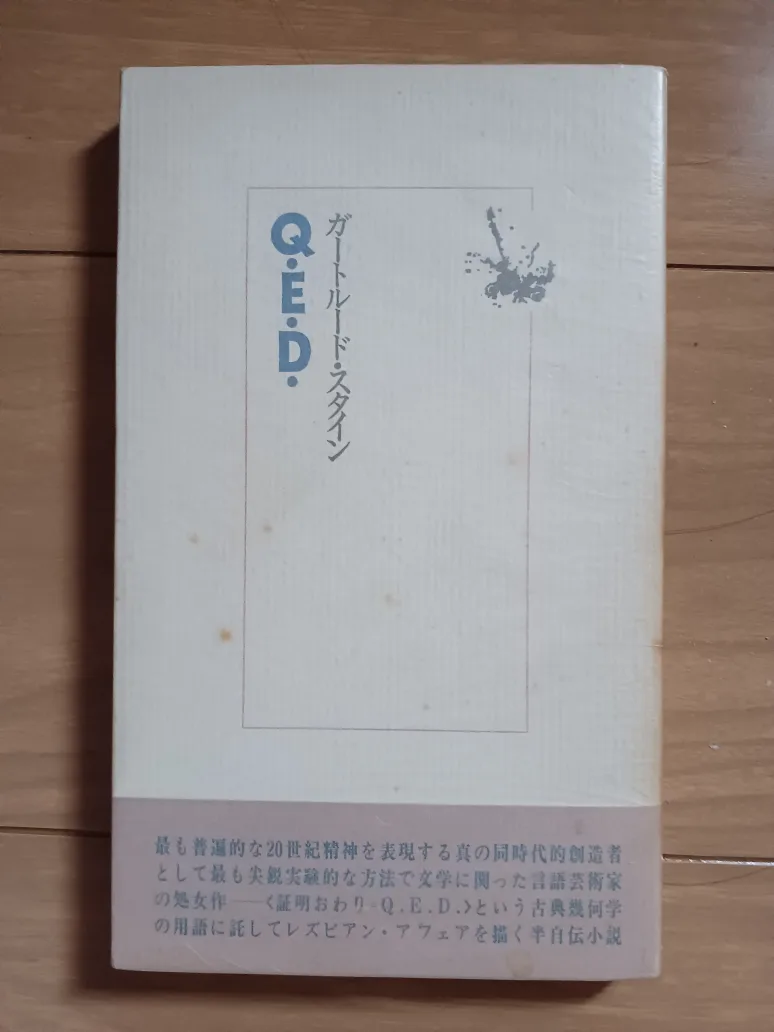 ガートルード・スタイン
Q.E.D.
最も普遍的な20世紀精神を表現する真の同時代的創造者
として最も尖鋭実験的な方法で文学に関った言語芸術家
の処女作──〈証明おわり＝Q.E.D.〉という古典幾何学
の用語に託してレズビアン・アフェアを描く半自伝小説